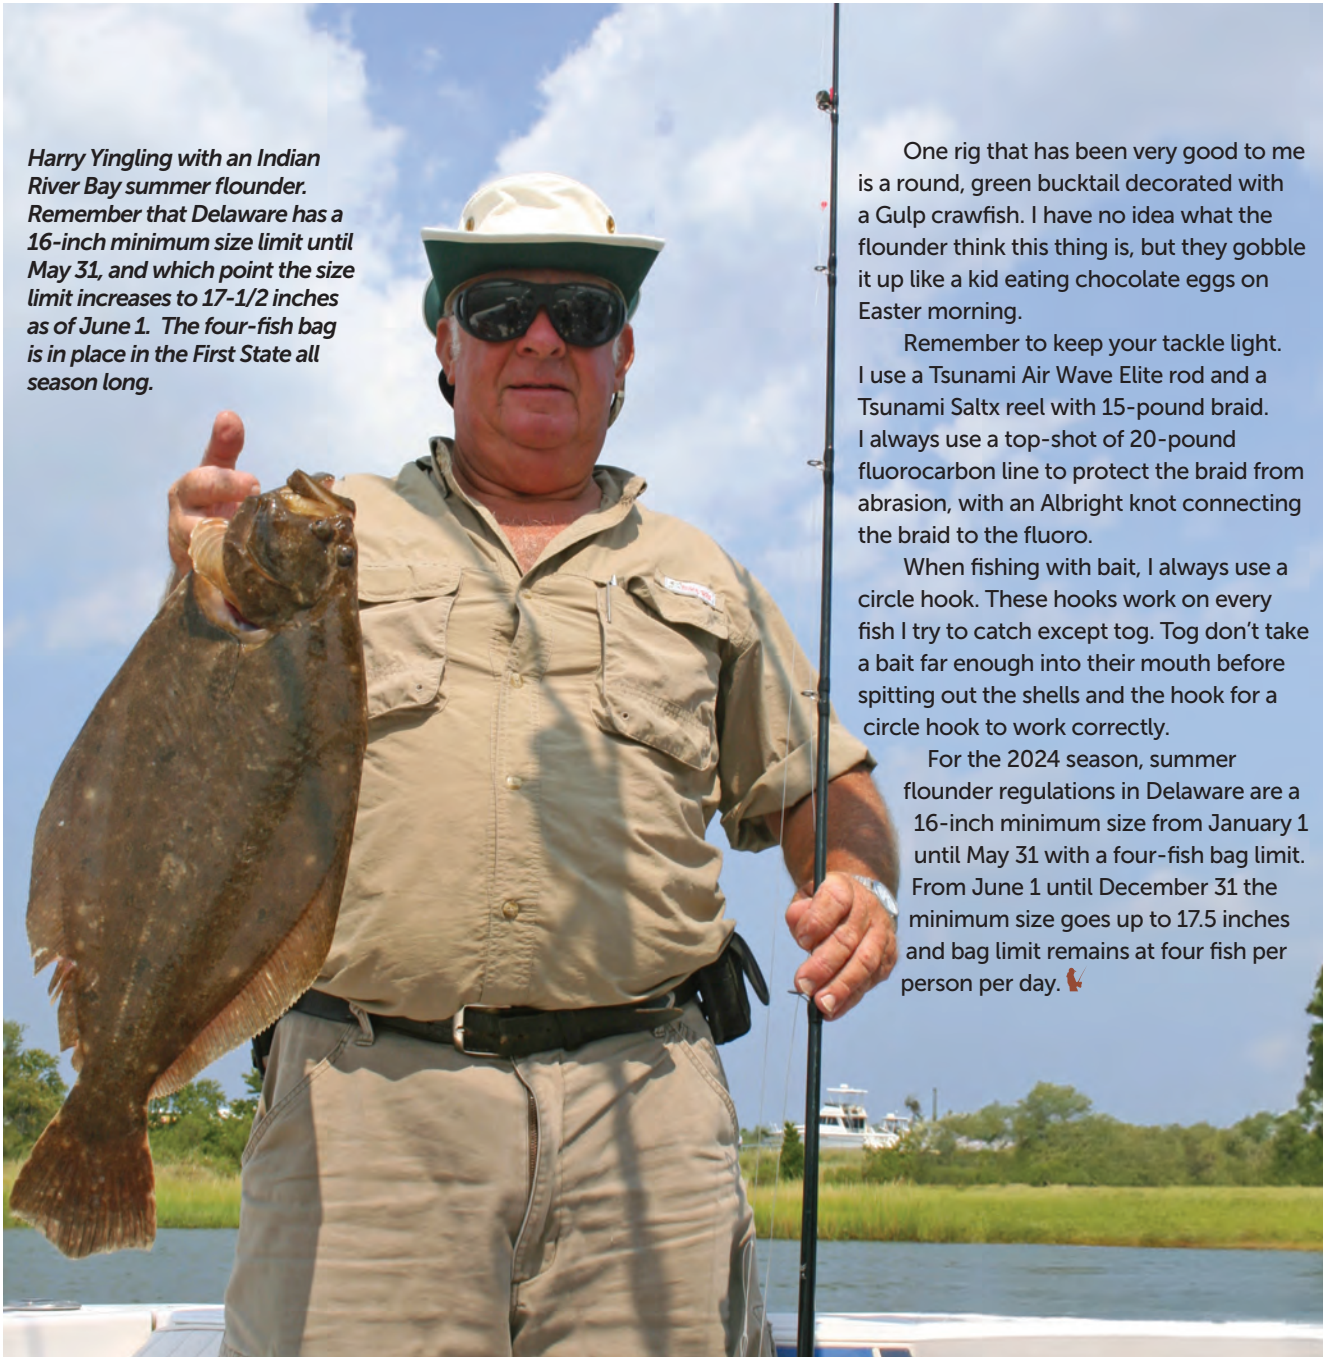 Harry Yingling with an Indian
River Bay summer flounder.
Remember that Delaware has a
16-inch minimum size limit until
May 31, and which point the size
limit increases to 17-1/2 inches
as of June 1.  The four-fish bag
is in place in the First State all
season long.
One rig that has been very good to me
is a round, green bucktail decorated with
a Gulp crawfish. I have no idea what the
flounder think this thing is, but they gobble
it up like a kid eating chocolate eggs on
Easter morning.
Remember to keep your tackle light.
I use a Tsunami Air Wave Elite rod and a
Tsunami Saltx reel with 15-pound braid.
I always use a top-shot of 20-pound
fluorocarbon line to protect the braid from
abrasion, with an Albright knot connecting
the braid to the fluoro.
When fishing with bait, I always use a
circle hook. These hooks work on every
fish I try to catch except tog. Tog don’t take
a bait far enough into their mouth before
spitting out the shells and the hook for a
circle hook to work correctly.
For the 2024 season, summer
flounder regulations in Delaware are a
16-inch minimum size from January 1
until May 31 with a four-fish bag limit.
From June 1 until December 31 the
minimum size goes up to 17.5 inches
and bag limit remains at four fish per
person per day.